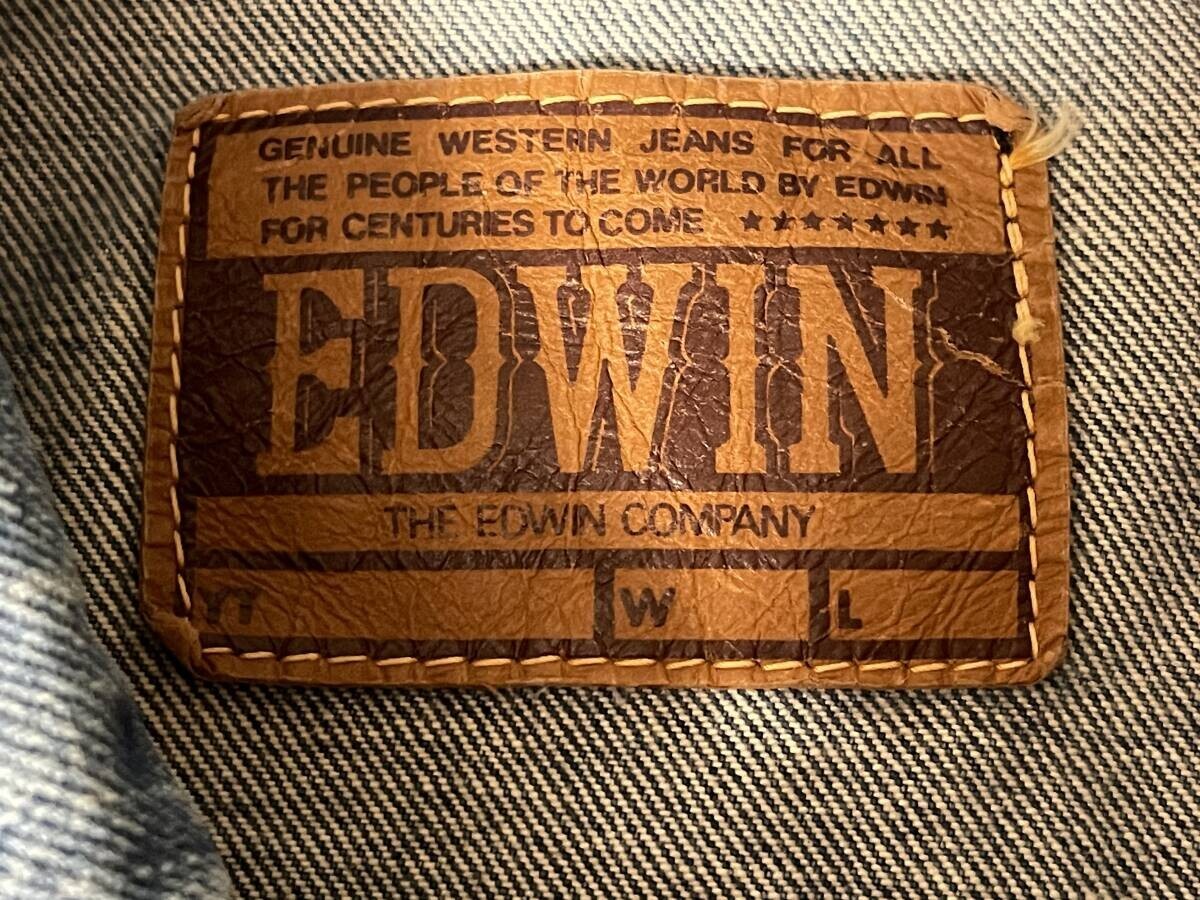 GENUINE WESTERN JEANS FOR ALL
THE PEOPLE OF THE WORLD BY EDWIN
FOR CENTURIES TO COME ★★★★★★★
EDWIN
THE EDWIN COMPANY
W L